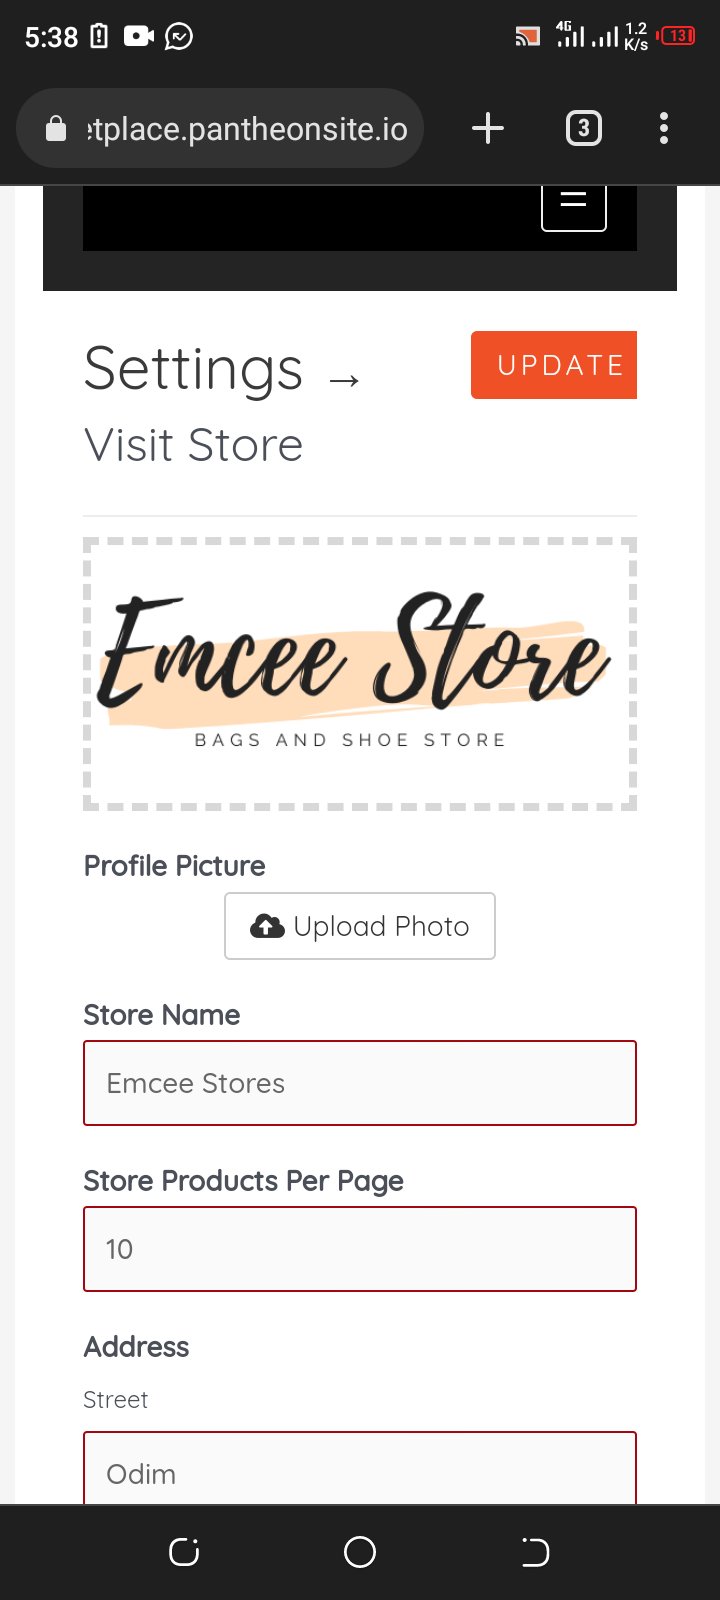 5:38
4G
1.2
K/s
13
etplace.pantheonsite.io
3
Settings →
UPDATE
Visit Store
Emcee Store
BAGS AND SHOE STORE
Profile Picture
Upload Photo
Store Name
Emcee Stores
Store Products Per Page
10
Address
Street
Odim